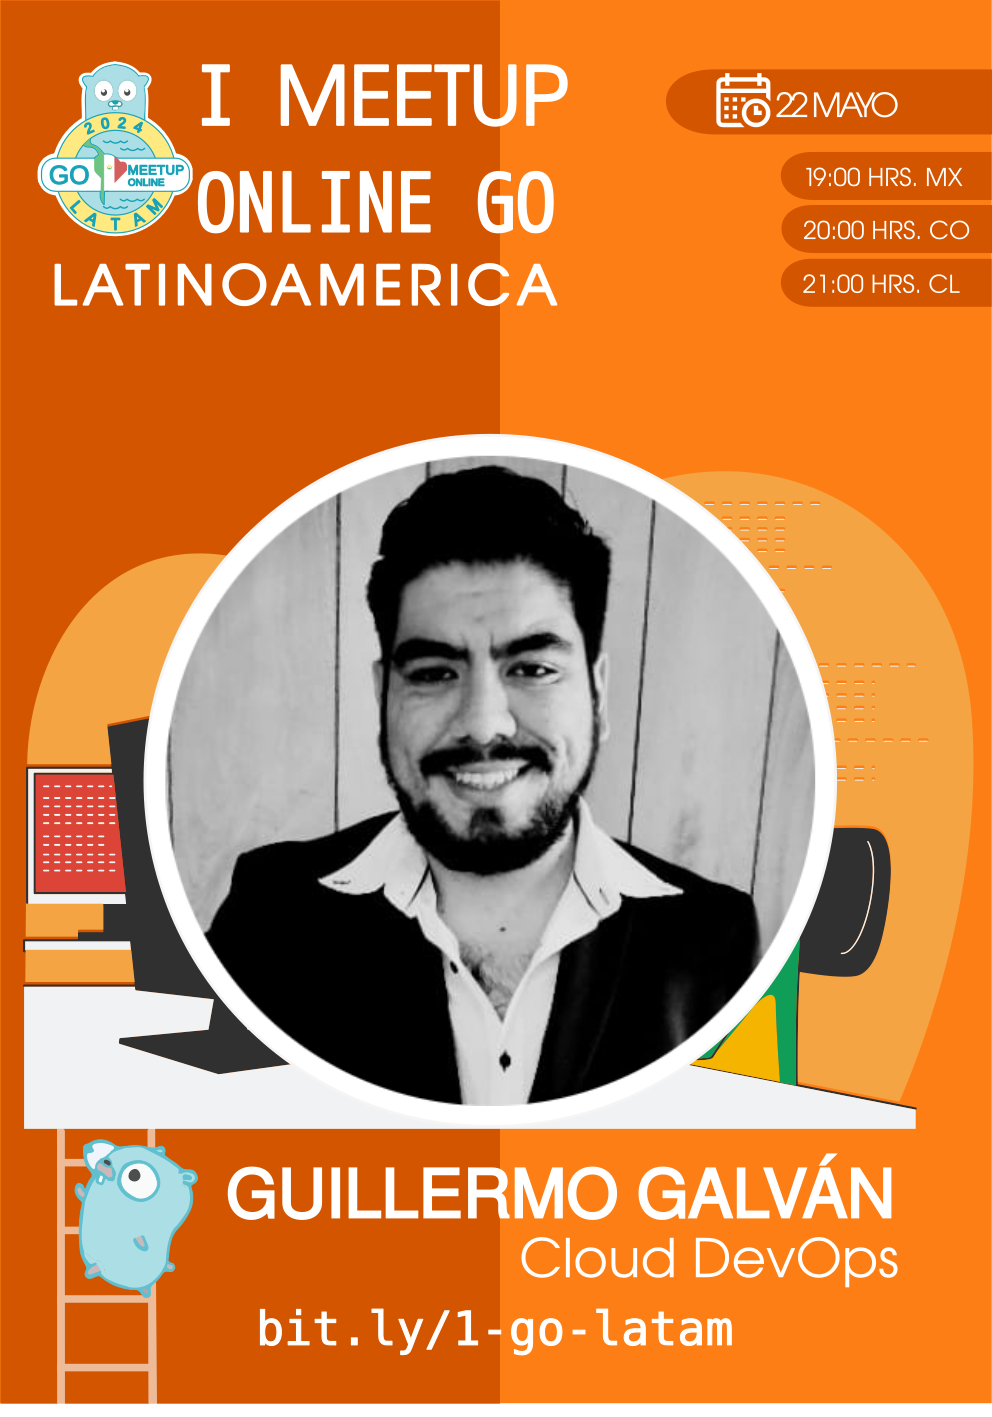 I MEETUP
ONLINE GO
LATINOAMERICA
2024
GO MEETUP
ONLINE
LATAM
22 MAYO
19:00 HRS. MX
20:00 HRS. CO
21:00 HRS. CL
GUILLERMO GALVÁN
Cloud DevOps
bit.ly/1-go-latam